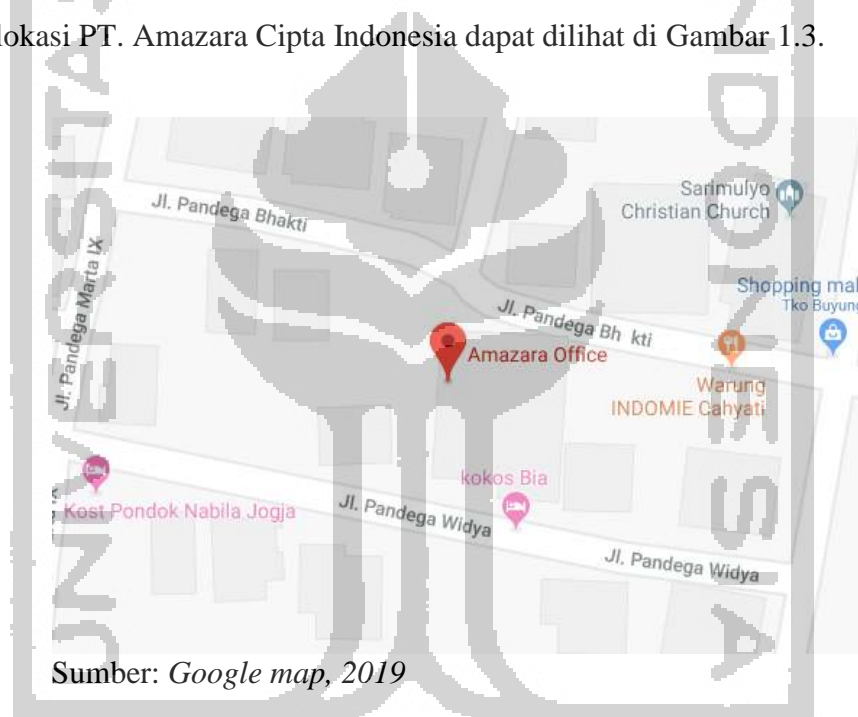 lokasi PT. Amazara Cipta Indonesia dapat dilihat di Gambar 1.3.
Jl. Pandega Bhakti
Sarimulyo
Christian Church
Jl. Pandega Marta IX
Shopping mal
Tko Buyung
Jl. Pandega Bh kti
Amazara Office
Warung
INDOMIE Cahyati
kokos Bia
Kost Pondok Nabila Jogja
Jl. Pandega Widya
Jl. Pandega Widya
Sumber: Google map, 2019